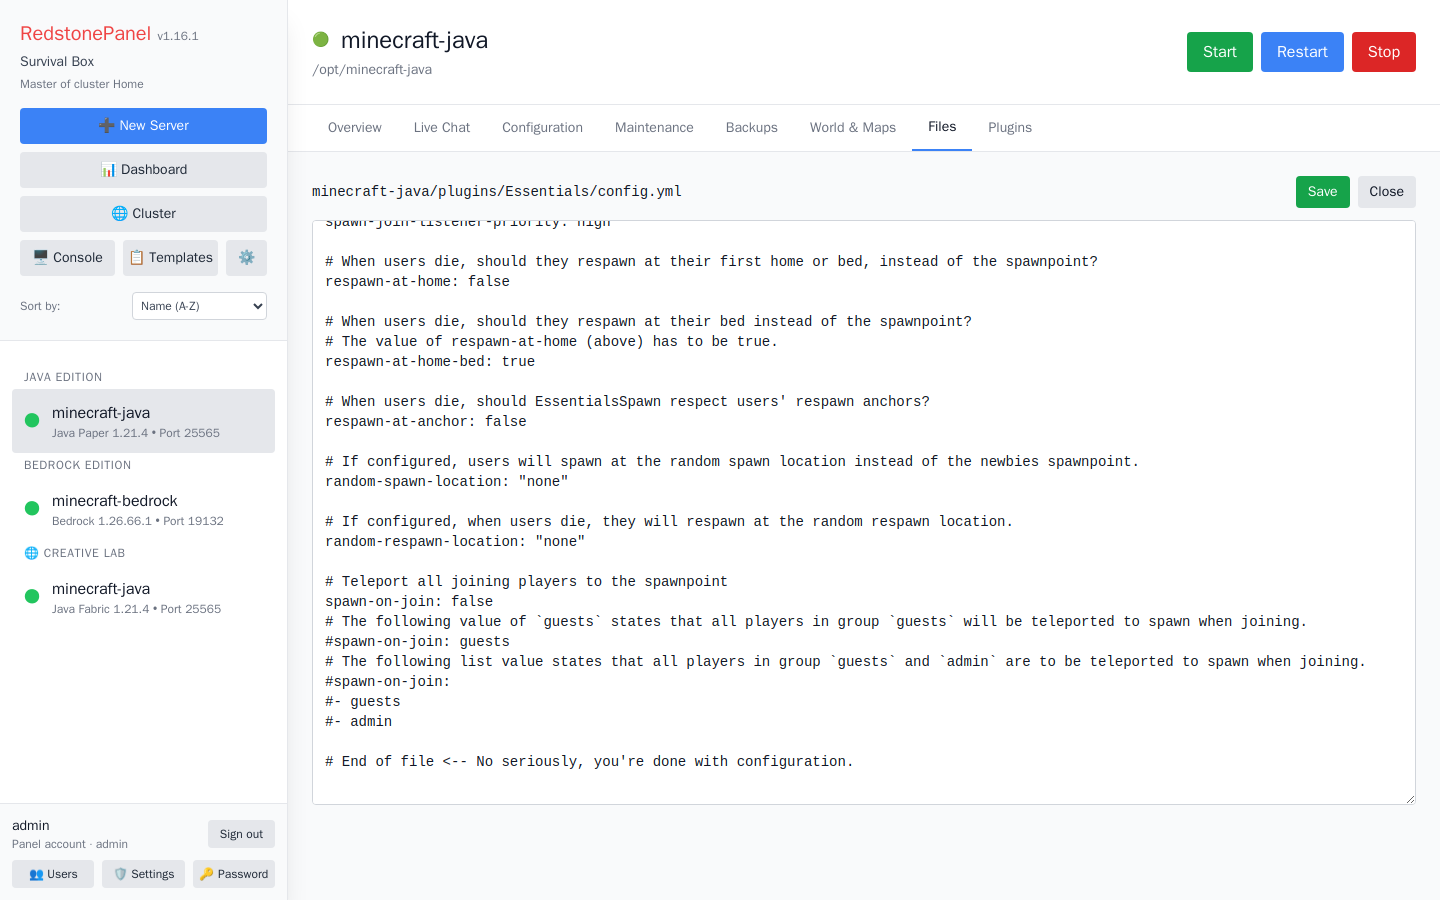 RedstonePanel v1.16.1
Survival Box
Master of cluster Home
➕ New Server
📊 Dashboard
🌐 Cluster
🖥️ Console
📋 Templates
⚙️
Sort by:
Name (A-Z)
JAVA EDITION
minecraft-java
Java Paper 1.21.4 • Port 25565
BEDROCK EDITION
minecraft-bedrock
Bedrock 1.26.66.1 • Port 19132
🌐 CREATIVE LAB
minecraft-java
Java Fabric 1.21.4 • Port 25565
admin
Panel account · admin
Sign out
👥 Users
🛡️ Settings
🔑 Password
minecraft-java
/opt/minecraft-java
Start
Restart
Stop
Overview
Live Chat
Configuration
Maintenance
Backups
World & Maps
Files
Plugins
minecraft-java/plugins/Essentials/config.yml
Save
Close
spawn-join-listener-priority: high
# When users die, should they respawn at their first home or bed, instead of the spawnpoint?
respawn-at-home: false
# When users die, should they respawn at their bed instead of the spawnpoint?
# The value of respawn-at-home (above) has to be true.
respawn-at-home-bed: true
# When users die, should EssentialsSpawn respect users' respawn anchors?
respawn-at-anchor: false
# If configured, users will spawn at the random spawn location instead of the newbies spawnpoint.
random-spawn-location: "none"
# If configured, when users die, they will respawn at the random respawn location.
random-respawn-location: "none"
# Teleport all joining players to the spawnpoint
spawn-on-join: false
# The following value of `guests` states that all players in group `guests` will be teleported to spawn when joining.
#spawn-on-join: guests
# The following list value states that all players in group `guests` and `admin` are to be teleported to spawn when joining.
#spawn-on-join:
#- guests
#- admin
# End of file <-- No seriously, you're done with configuration.